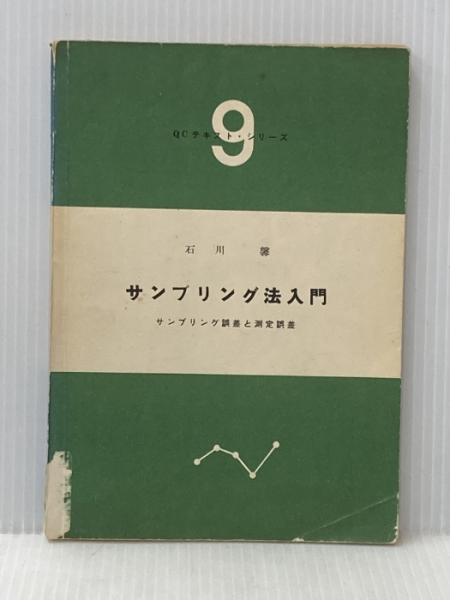 9
QCテキスト・シリーズ
石川 馨
サンプリング法入門
サンプリング誤差と測定誤差